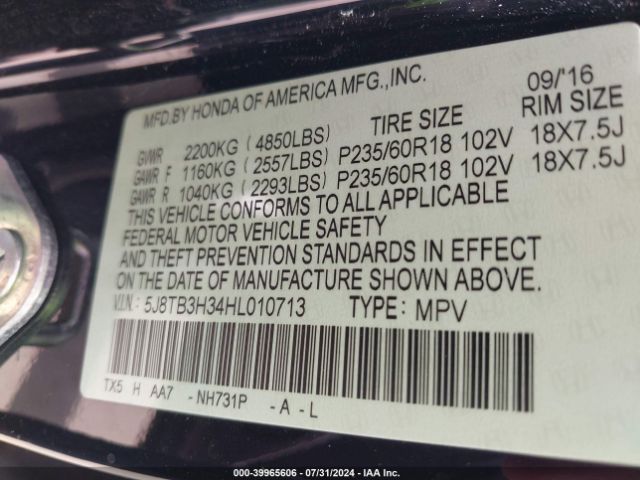 MFD.BY HONDA OF AMERICA MFG.,INC. 09/'16
GVWR 2200KG (4850LBS) TIRE SIZE RIM SIZE
GAWR F 1160KG (2557LBS) P235/60R18 102V 18X7.5J
GAWR R 1040KG (2293LBS) P235/60R18 102V 18X7.5J
THIS VEHICLE CONFORMS TO ALL APPLICABLE
FEDERAL MOTOR VEHICLE SAFETY
AND THEFT PREVENTION STANDARDS IN EFFECT
ON THE DATE OF MANUFACTURE SHOWN ABOVE.
V.I.N.: 5J8TB3H34HL010713 TYPE: MPV
TX5 H AA7 - NH731P - A - L
000-39965606 - 07/31/2024 - IAA Inc.